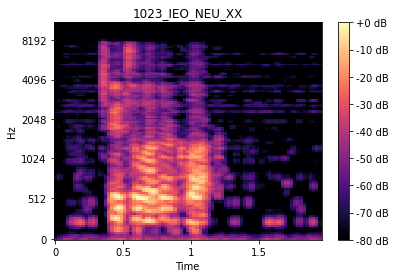 1023_IEO_NEU_XX
Hz
8192
4096
2048
1024
512
0
0
0.5
1
1.5
Time
+0 dB
-10 dB
-20 dB
-30 dB
-40 dB
-50 dB
-60 dB
-70 dB
-80 dB